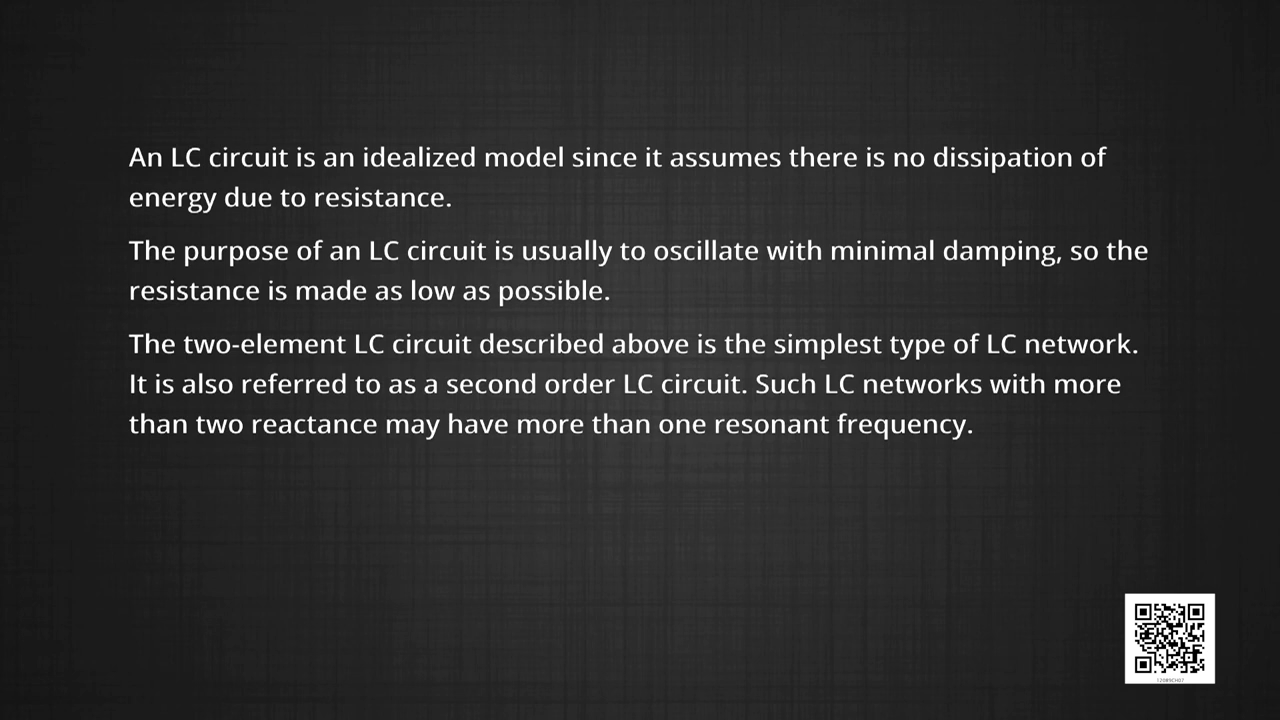 An LC circuit is an idealized model since it assumes there is no dissipation of
energy due to resistance.
The purpose of an LC circuit is usually to oscillate with minimal damping, so the
resistance is made as low as possible.
The two-element LC circuit described above is the simplest type of LC network.
It is also referred to as a second order LC circuit. Such LC networks with more
than two reactance may have more than one resonant frequency.